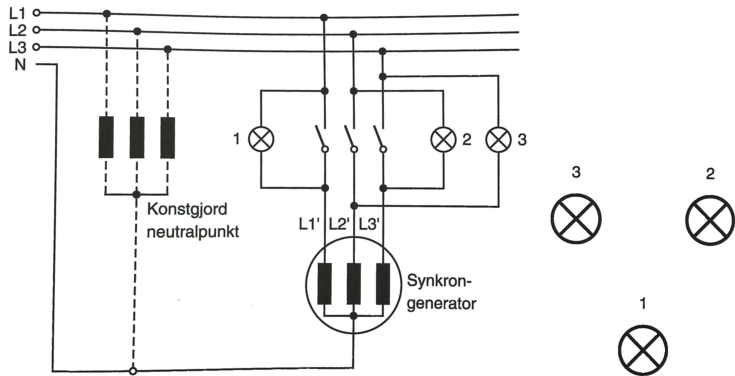 L1
L2
L3
N
1
2
3
Konstgjord
neutralpunkt
L1' L2' L3'
Synkron-
generator
3
2
1